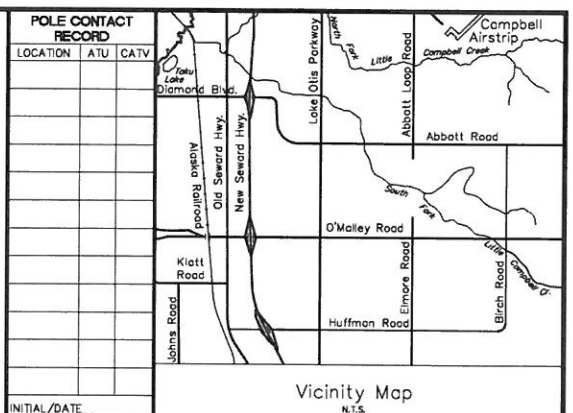 POLE CONTACT
RECORD
LOCATION ATU CATV
INITIAL/DATE
Campbell
Airstrip
North
Fork
Little
Campbell Creek
Lake Otis Parkway
Abbott Loop Road
Taku
Lake
Diamond Blvd.
Abbott Road
Alaska Railroad
Old Seward Hwy.
New Seward Hwy.
South
Fork
Little
Campbell Cr.
O'Malley Road
Klatt
Road
Elmore Road
Birch Road
Johns Road
Huffman Road
Vicinity Map
N.T.S.